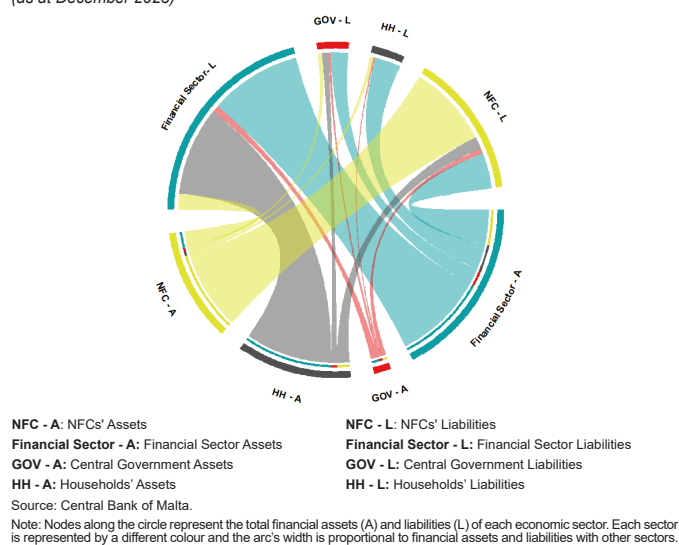 (as at December 2023)
GOV - L
HH - L
Financial Sector- L
NFC - L
NFC - A
Financial Sector - A
HH - A
GOV - A
NFC - A: NFCs' Assets
NFC - L: NFCs' Liabilities
Financial Sector - A: Financial Sector Assets
Financial Sector - L: Financial Sector Liabilities
GOV - A: Central Government Assets
GOV - L: Central Government Liabilities
HH - A: Households' Assets
HH - L: Households' Liabilities
Source: Central Bank of Malta.
Note: Nodes along the circle represent the total financial assets (A) and liabilities (L) of each economic sector. Each sector
is represented by a different colour and the arc's width is proportional to financial assets and liabilities with other sectors.